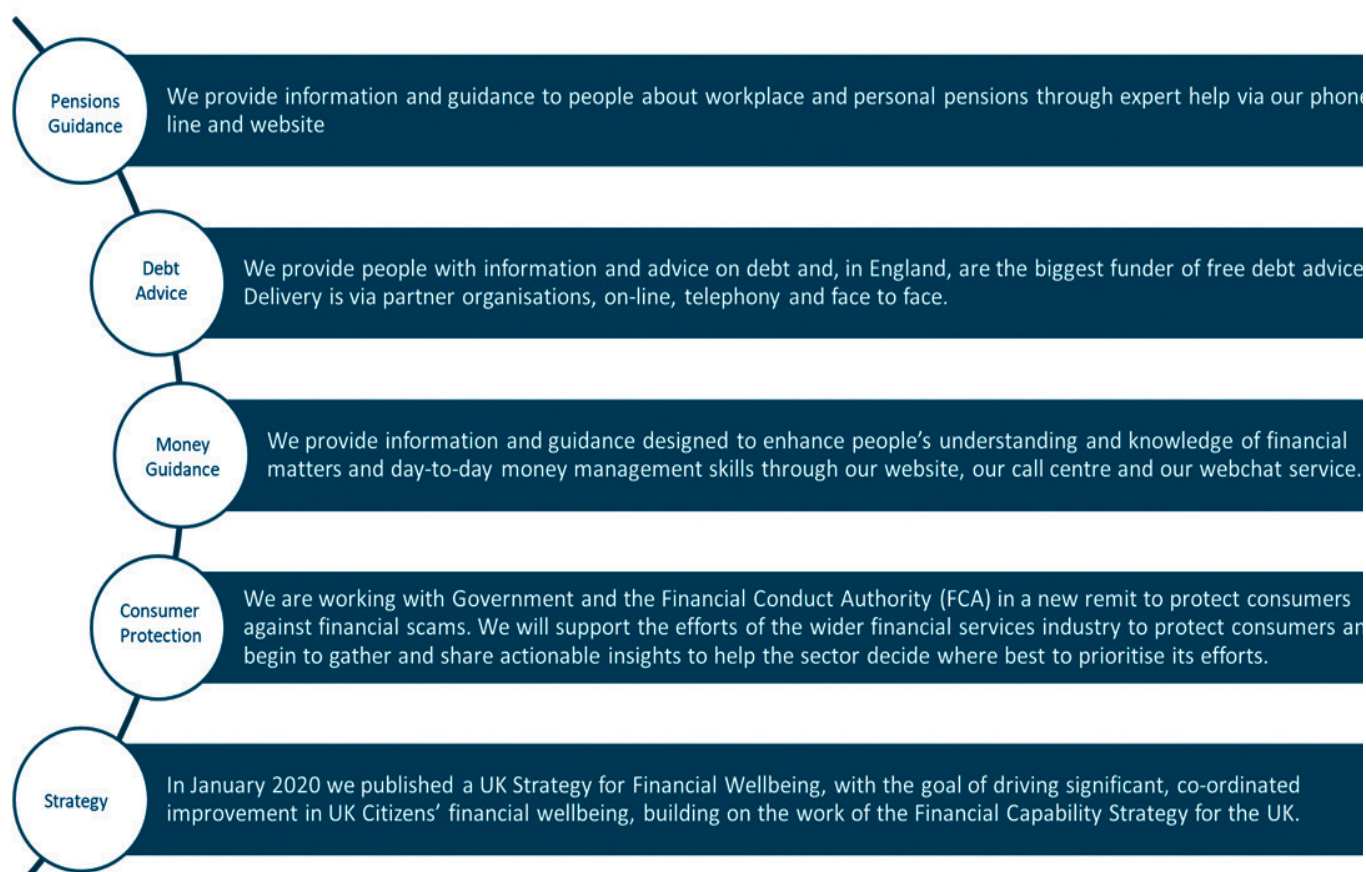 Pensions
Guidance
We provide information and guidance to people about workplace and personal pensions through expert help via our phone
line and website
Debt
Advice
We provide people with information and advice on debt and, in England, are the biggest funder of free debt advice
Delivery is via partner organisations, on-line, telephony and face to face.
Money
Guidance
We provide information and guidance designed to enhance people's understanding and knowledge of financial
matters and day-to-day money management skills through our website, our call centre and our webchat service.
Consumer
Protection
We are working with Government and the Financial Conduct Authority (FCA) in a new remit to protect consumers
against financial scams. We will support the efforts of the wider financial services industry to protect consumers an
begin to gather and share actionable insights to help the sector decide where best to prioritise its efforts.
Strategy
In January 2020 we published a UK Strategy for Financial Wellbeing, with the goal of driving significant, co-ordinated
improvement in UK Citizens' financial wellbeing, building on the work of the Financial Capability Strategy for the UK.